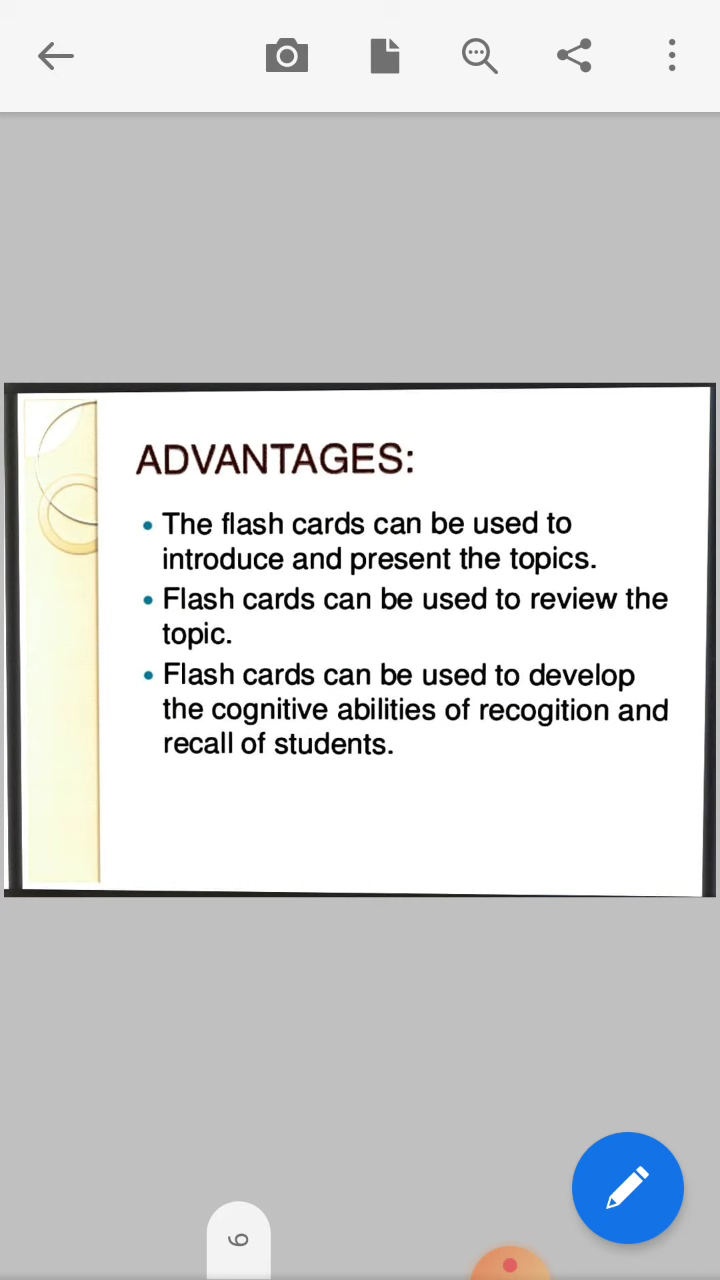 ADVANTAGES:
• The flash cards can be used to
introduce and present the topics.
• Flash cards can be used to review the
topic.
• Flash cards can be used to develop
the cognitive abilities of recogition and
recall of students.
6